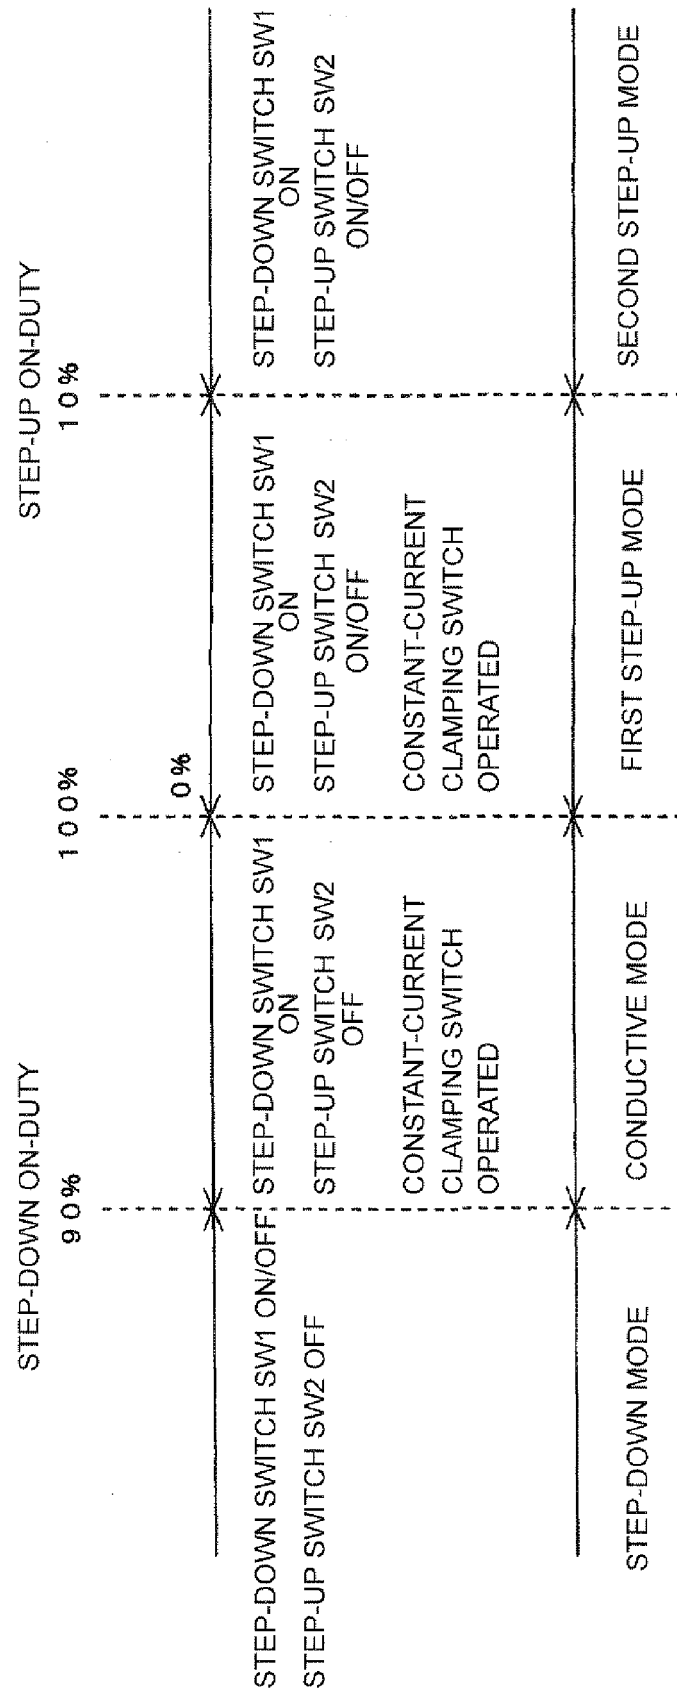 STEP-DOWN ON-DUTY
STEP-UP ON-DUTY
90%
100%
10%
0%
STEP-DOWN SWITCH SW1 ON/OFF
STEP-UP SWITCH SW2 OFF
STEP-DOWN SWITCH SW1
ON
STEP-UP SWITCH SW2
OFF
CONSTANT-CURRENT
CLAMPING SWITCH
OPERATED
STEP-DOWN SWITCH SW1
ON
STEP-UP SWITCH SW2
ON/OFF
CONSTANT-CURRENT
CLAMPING SWITCH
OPERATED
STEP-DOWN SWITCH SW1
ON
STEP-UP SWITCH SW2
ON/OFF
STEP-DOWN MODE
CONDUCTIVE MODE
FIRST STEP-UP MODE
SECOND STEP-UP MODE